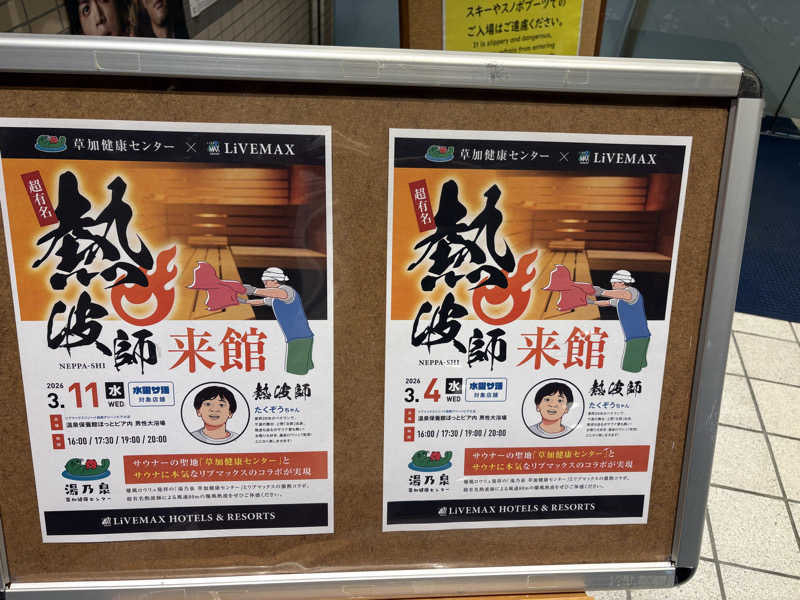 スキーやスノボブーツでの
ご入場はご遠慮ください。
It is slippery and dangerous,
草加健康センター × LiVEMAX
超有名
熱波師
NEPPA-SHI
来館
2026
3.11 水 WED
水曜サ活
対象店舗
熱波師
たくぞうちゃん
温泉保養館ほっとピア内 男性大浴場
16:00 / 17:30 / 19:00 / 20:00
湯乃泉
草加健康センター
サウナーの聖地「草加健康センター」と
サウナに本気なリブマックスのコラボが実現
LiVEMAX HOTELS & RESORTS
草加健康センター × LiVEMAX
超有名
熱波師
NEPPA-SHI
来館
2026
3.4 水 WED
水曜サ活
対象店舗
熱波師
たくぞうちゃん
温泉保養館ほっとピア内 男性大浴場
16:00 / 17:30 / 19:00 / 20:00
湯乃泉
草加健康センター
サウナーの聖地「草加健康センター」と
サウナに本気なリブマックスのコラボが実現
LiVEMAX HOTELS & RESORTS